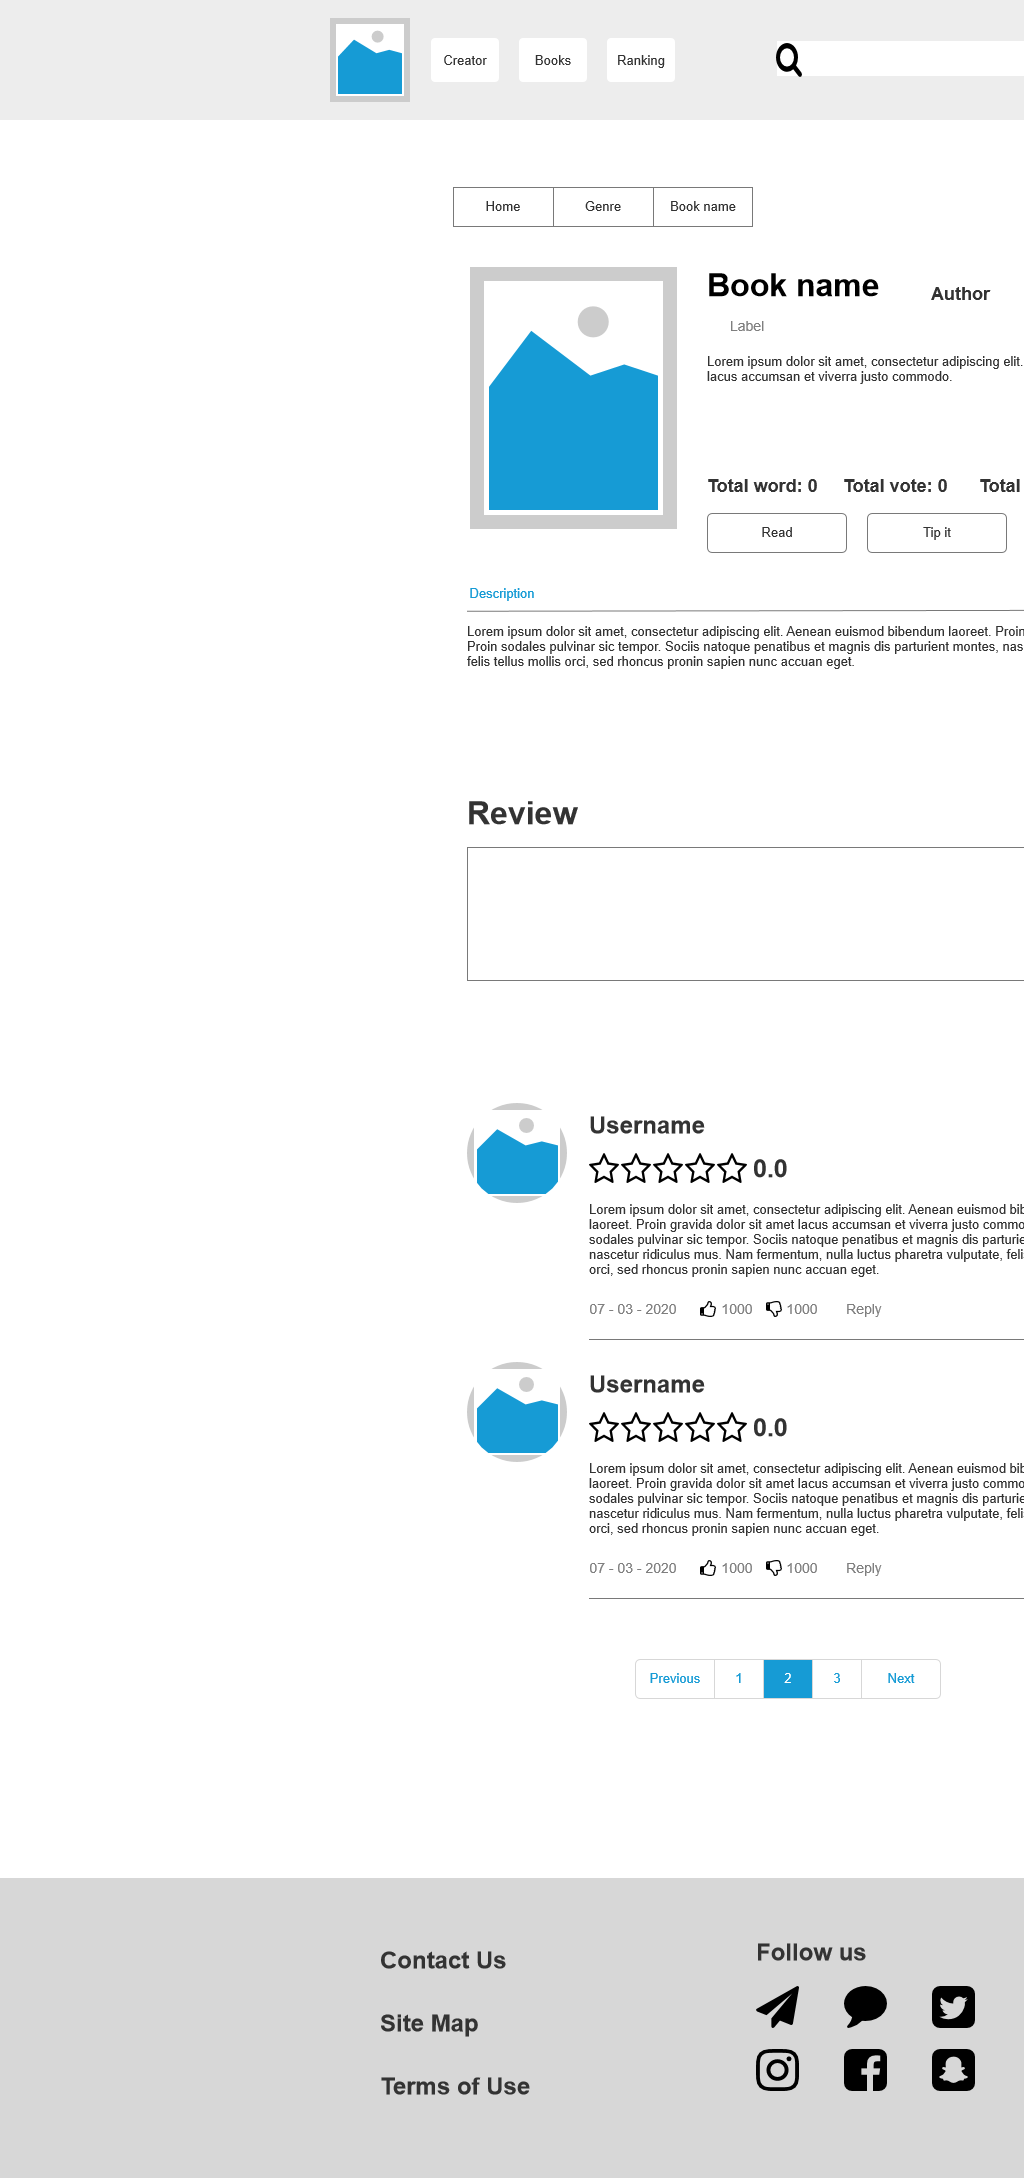 Creator Books Ranking
Home Genre Book name
Book name Author
Label
Lorem ipsum dolor sit amet, consectetur adipiscing elit.
lacus accumsan et viverra justo commodo.
Total word: 0 Total vote: 0 Total
Read Tip it
Description
Lorem ipsum dolor sit amet, consectetur adipiscing elit. Aenean euismod bibendum laoreet. Proin
Proin sodales pulvinar sic tempor. Sociis natoque penatibus et magnis dis parturient montes, nas
felis tellus mollis orci, sed rhoncus pronin sapien nunc accuan eget.
Review
Username
0.0
Lorem ipsum dolor sit amet, consectetur adipiscing elit. Aenean euismod bib
laoreet. Proin gravida dolor sit amet lacus accumsan et viverra justo commo
sodales pulvinar sic tempor. Sociis natoque penatibus et magnis dis parturie
nascetur ridiculus mus. Nam fermentum, nulla luctus pharetra vulputate, feli
orci, sed rhoncus pronin sapien nunc accuan eget.
07 - 03 - 2020 1000 1000 Reply
Username
0.0
Lorem ipsum dolor sit amet, consectetur adipiscing elit. Aenean euismod bib
laoreet. Proin gravida dolor sit amet lacus accumsan et viverra justo commo
sodales pulvinar sic tempor. Sociis natoque penatibus et magnis dis parturie
nascetur ridiculus mus. Nam fermentum, nulla luctus pharetra vulputate, feli
orci, sed rhoncus pronin sapien nunc accuan eget.
07 - 03 - 2020 1000 1000 Reply
Previous 1 2 3 Next
Contact Us
Site Map
Terms of Use
Follow us